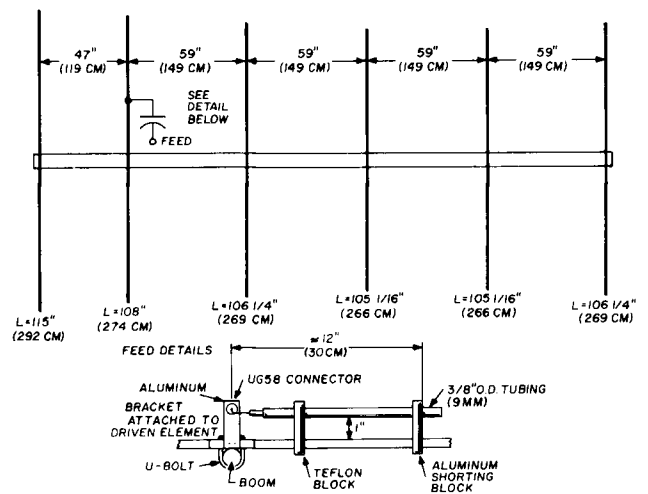 47"
(119 CM)
59"
(149 CM)
59"
(149 CM)
59"
(149 CM)
59"
(149 CM)
SEE
DETAIL
BELOW
FEED
L=115"
(292 CM)
L=108"
(274 CM)
L=106 1/4"
(269 CM)
L=105 1/16"
(266 CM)
L=105 1/16"
(266 CM)
L=106 1/4"
(269 CM)
FEED DETAILS
≈12"
(30CM)
ALUMINUM
UG58 CONNECTOR
3/8" O.D. TUBING
(9MM)
BRACKET
ATTACHED TO
DRIVEN ELEMENT
1"
U-BOLT
BOOM
TEFLON
BLOCK
ALUMINUM
SHORTING
BLOCK